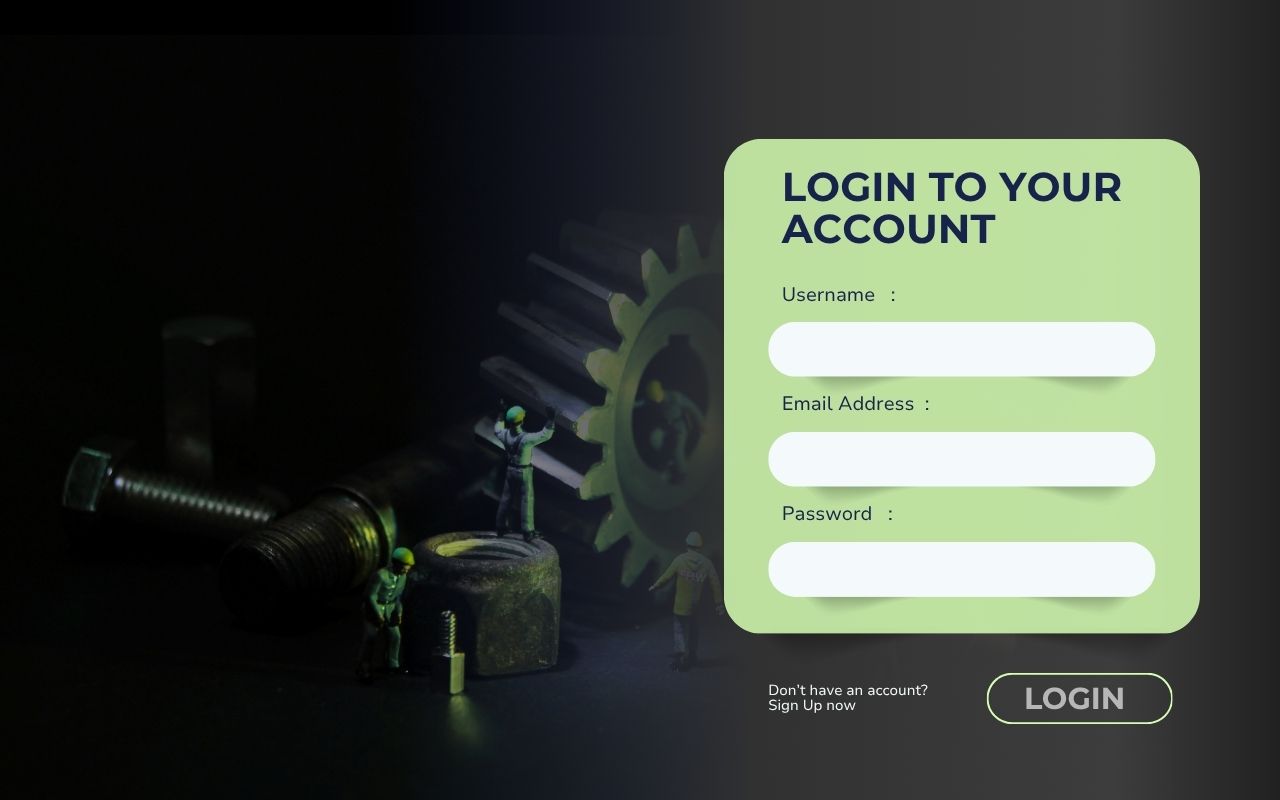 LOGIN TO YOUR
ACCOUNT
Username :
Email Address :
Password :
Don't have an account?
Sign Up now
LOGIN